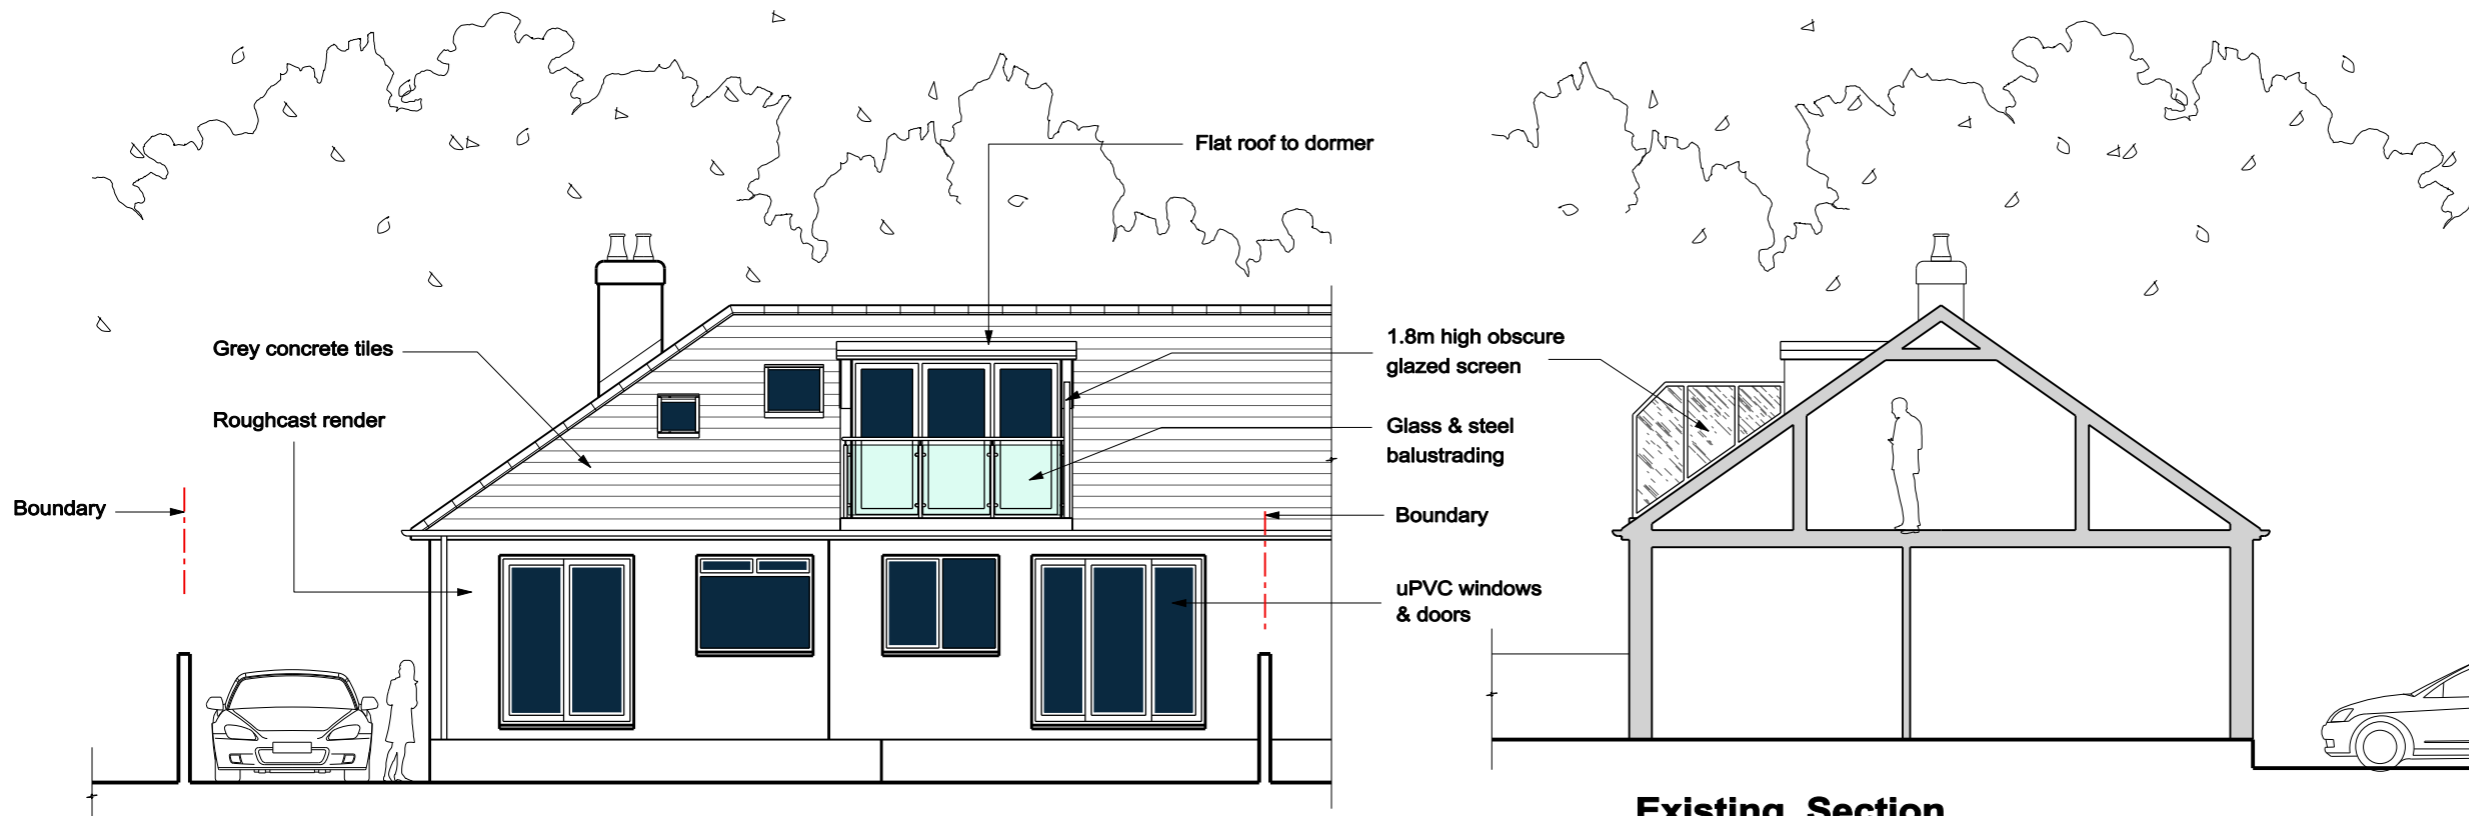 Flat roof to dormer
Grey concrete tiles
Roughcast render
Boundary
1.8m high obscure
glazed screen
Glass & steel
balustrading
Boundary
uPVC windows
& doors
Existing Section